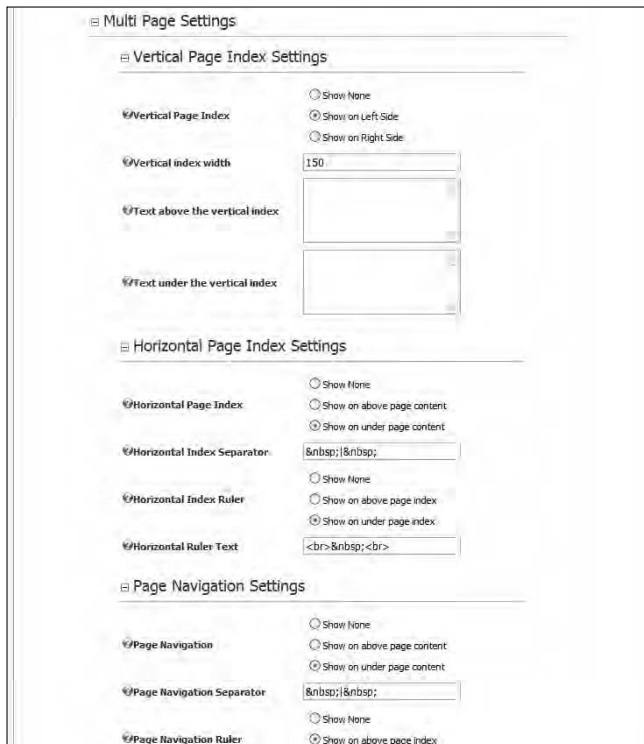 Multi Page Settings
Vertical Page Index Settings
Show None
Vertical Page Index
Show on Left Side
Show on Right Side
Vertical index width
150
Text above the vertical index
Text under the vertical index
Horizontal Page Index Settings
Show None
Horizontal Page Index
Show on above page content
Show on under page content
Horizontal Index Separator
&nbsp;|&nbsp;
Show None
Horizontal Index Ruler
Show on above page index
Show on under page index
Horizontal Ruler Text
<br>&nbsp;<br>
Page Navigation Settings
Show None
Page Navigation
Show on above page content
Show on under page content
Page Navigation Separator
&nbsp;|&nbsp;
Show None
Page Navigation Ruler
Show on above page index